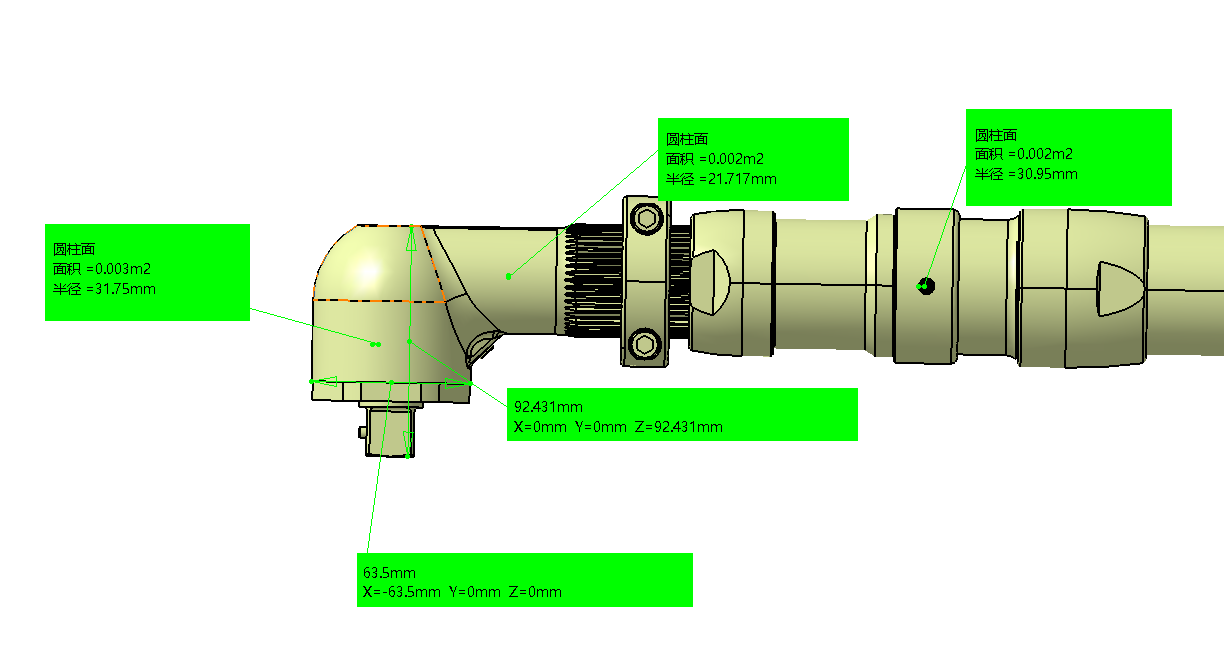 圆柱面
面积 =0.002m2
半径 =30.95mm
圆柱面
面积 =0.002m2
半径 =21.717mm
圆柱面
面积 =0.003m2
半径 =31.75mm
92.431mm
X=0mm  Y=0mm  Z=92.431mm
63.5mm
X=-63.5mm  Y=0mm  Z=0mm